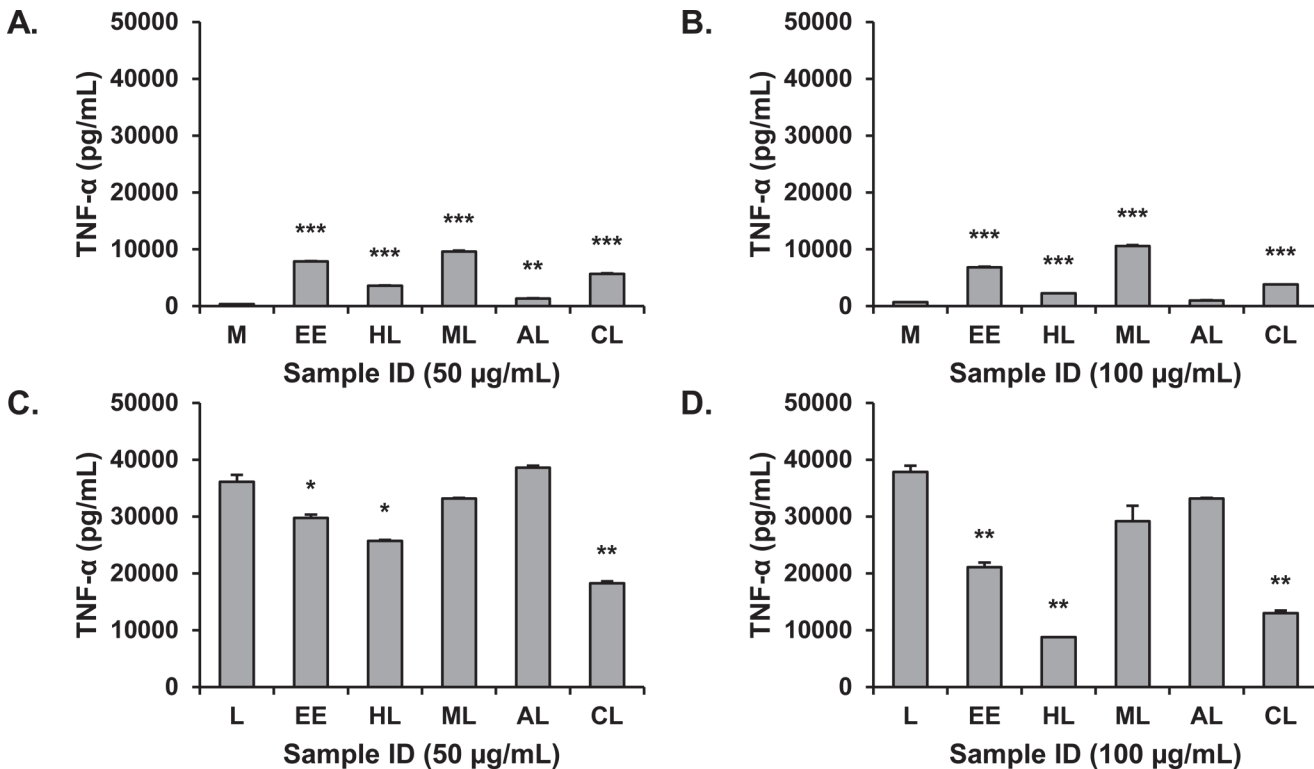 A.
TNF-α (pg/mL)
50000
40000
30000
20000
10000
0
***
***
***
**
***
M EE HL ML AL CL
Sample ID (50 µg/mL)
B.
TNF-α (pg/mL)
50000
40000
30000
20000
10000
0
***
***
***
***
M EE HL ML AL CL
Sample ID (100 µg/mL)
C.
TNF-α (pg/mL)
50000
40000
30000
20000
10000
0
*
*
**
L EE HL ML AL CL
Sample ID (50 µg/mL)
D.
TNF-α (pg/mL)
50000
40000
30000
20000
10000
0
**
**
**
L EE HL ML AL CL
Sample ID (100 µg/mL)